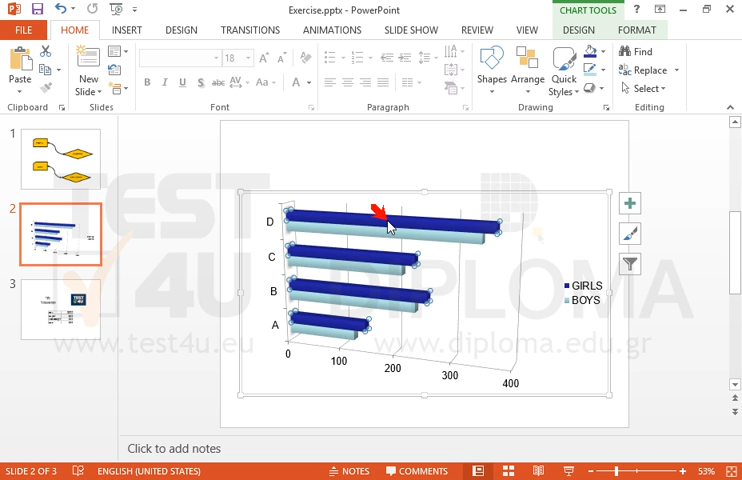 Exercise.pptx - PowerPoint
CHART TOOLS
FILE HOME INSERT DESIGN TRANSITIONS ANIMATIONS SLIDE SHOW REVIEW VIEW DESIGN FORMAT
Paste
New
Slide
18
B I U S abc AV Aa A
Shapes Arrange Quick
Styles
Find
Replace
Select
Clipboard Slides Font Paragraph Drawing Editing
1
2
3
TEST
4U
DIPLOMA
www.test4u.eu www.diploma.edu.gr
D
C
B
A
0 100 200 300 400
GIRLS
BOYS
Click to add notes
SLIDE 2 OF 3 ENGLISH (UNITED STATES) NOTES COMMENTS 53%